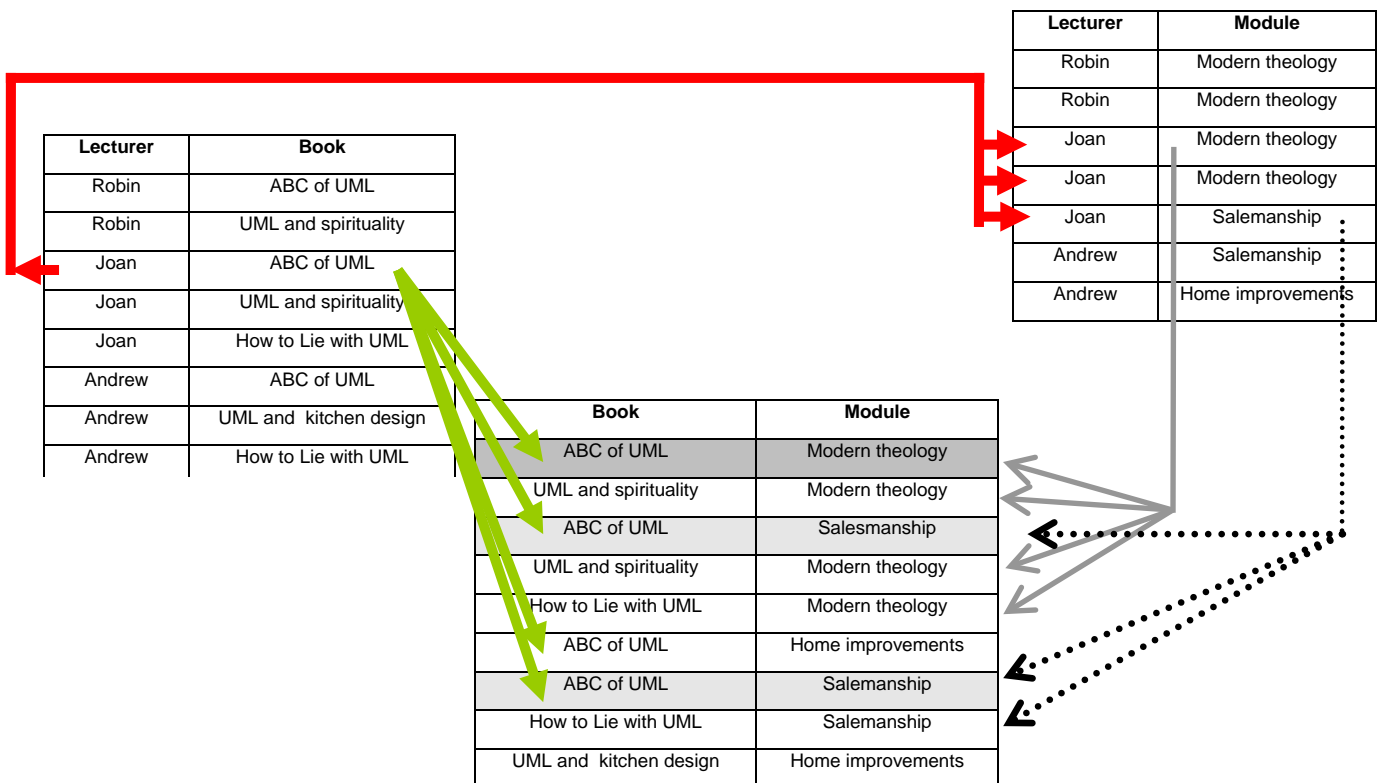 Lecturer Module
Robin Modern theology
Robin Modern theology
Joan Modern theology
Joan Modern theology
Joan Salemanship
Andrew Salemanship
Andrew Home improvements
Lecturer Book
Robin ABC of UML
Robin UML and spirituality
Joan ABC of UML
Joan UML and spirituality
Joan How to Lie with UML
Andrew ABC of UML
Andrew UML and kitchen design
Andrew How to Lie with UML
Book Module
ABC of UML Modern theology
UML and spirituality Modern theology
ABC of UML Salesmanship
UML and spirituality Modern theology
How to Lie with UML Modern theology
ABC of UML Home improvements
ABC of UML Salemanship
How to Lie with UML Salemanship
UML and kitchen design Home improvements